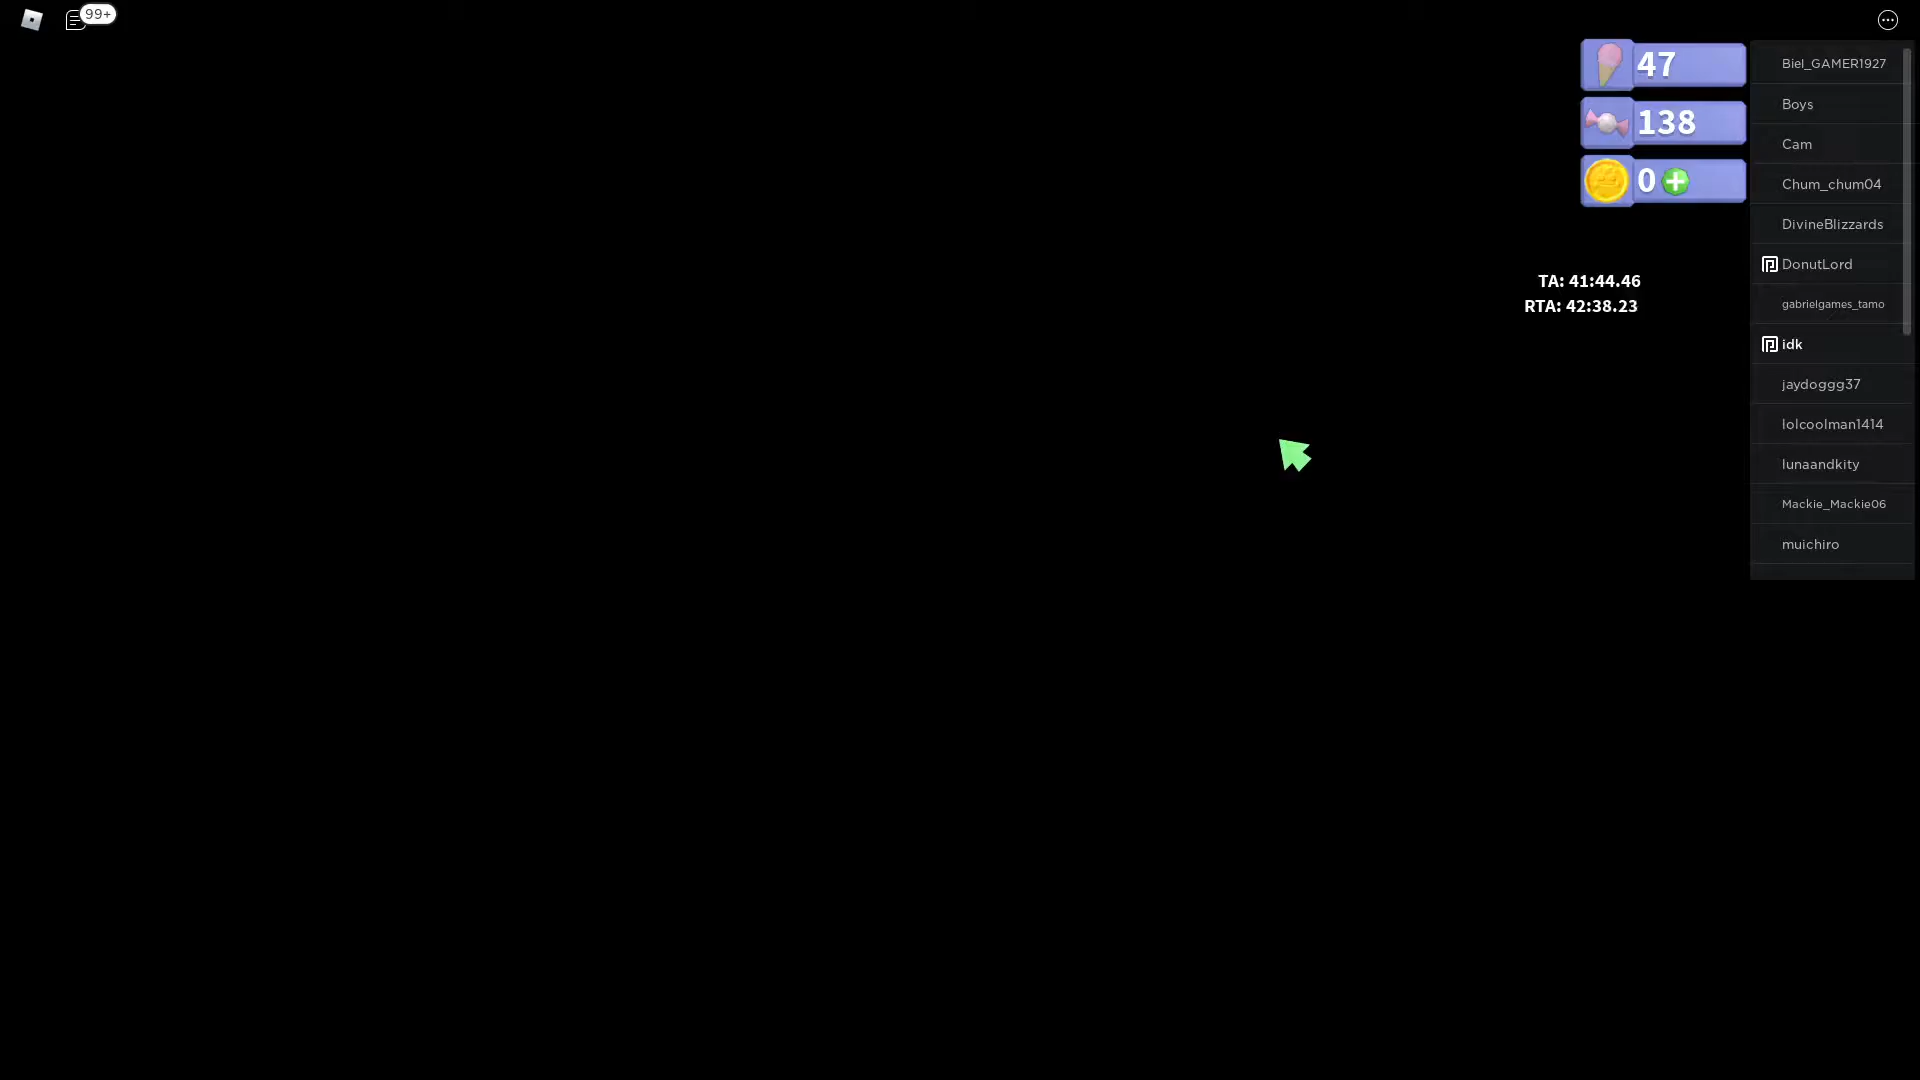 99+
47
138
0
TA: 41:44.46
RTA: 42:38.23
Biel_GAMER1927
Boys
Cam
Chum_chum04
DivineBlizzards
DonutLord
gabrielgames_tamo
idk
jaydoggg37
lolcoolman1414
lunaandkity
Mackie_Mackie06
muichiro